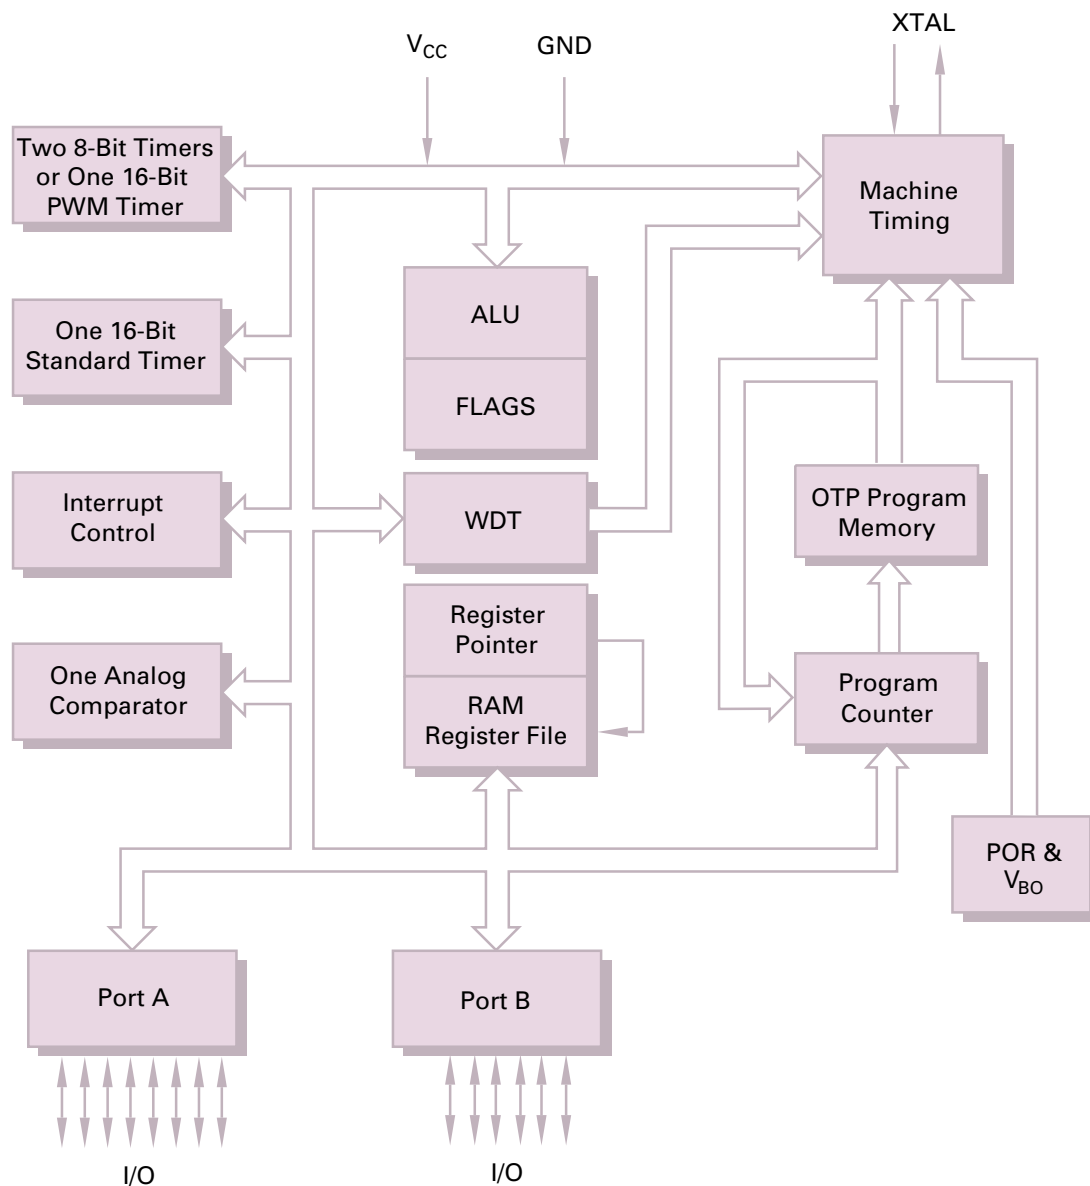 XTAL
VCC
GND
Two 8-Bit Timers
or One 16-Bit
PWM Timer
Machine
Timing
One 16-Bit
Standard Timer
ALU
FLAGS
Interrupt
Control
WDT
OTP Program
Memory
One Analog
Comparator
Register
Pointer
RAM
Register File
Program
Counter
POR &
VBO
Port A
Port B
I/O
I/O